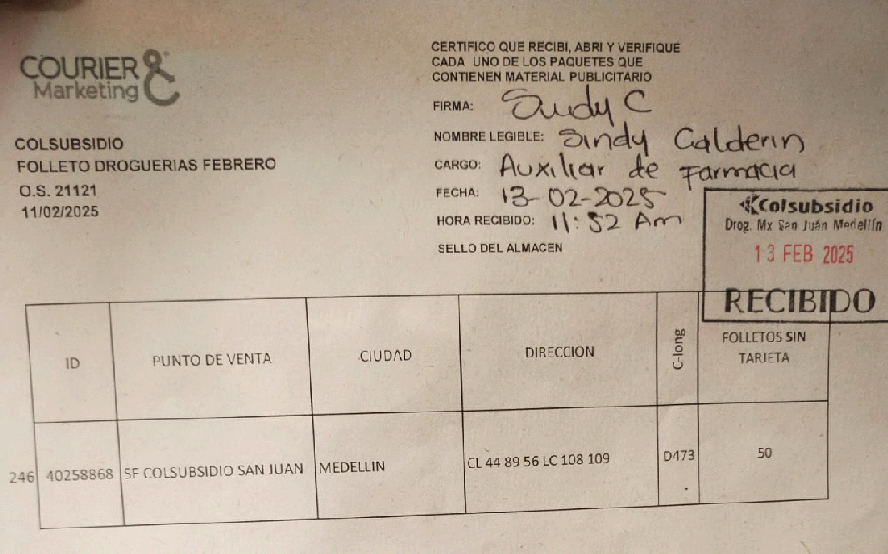 COURIER &
Marketing
COLSUBSIDIO
FOLLETO DROGUERIAS FEBRERO
O.S. 21121
11/02/2025
CERTIFICO QUE RECIBI, ABRI Y VERIFIQUE
CADA UNO DE LOS PAQUETES QUE
CONTIENEN MATERIAL PUBLICITARIO
FIRMA: Sindy C
NOMBRE LEGIBLE: Sindy Calderin
CARGO: Auxiliar de Farmacia
FECHA: 13-02-2025
HORA RECIBIDO: 11:52 Am
SELLO DEL ALMACEN
Colsubsidio
Drog. Mx San Juán Medellín
13 FEB 2025
RECIBIDO
ID PUNTO DE VENTA CIUDAD DIRECCION C-long FOLLETOS SIN TARJETA
246 40258868 SF COLSUBSIDIO SAN JUAN MEDELLIN CL 44 89 56 LC 108 109 D473 50